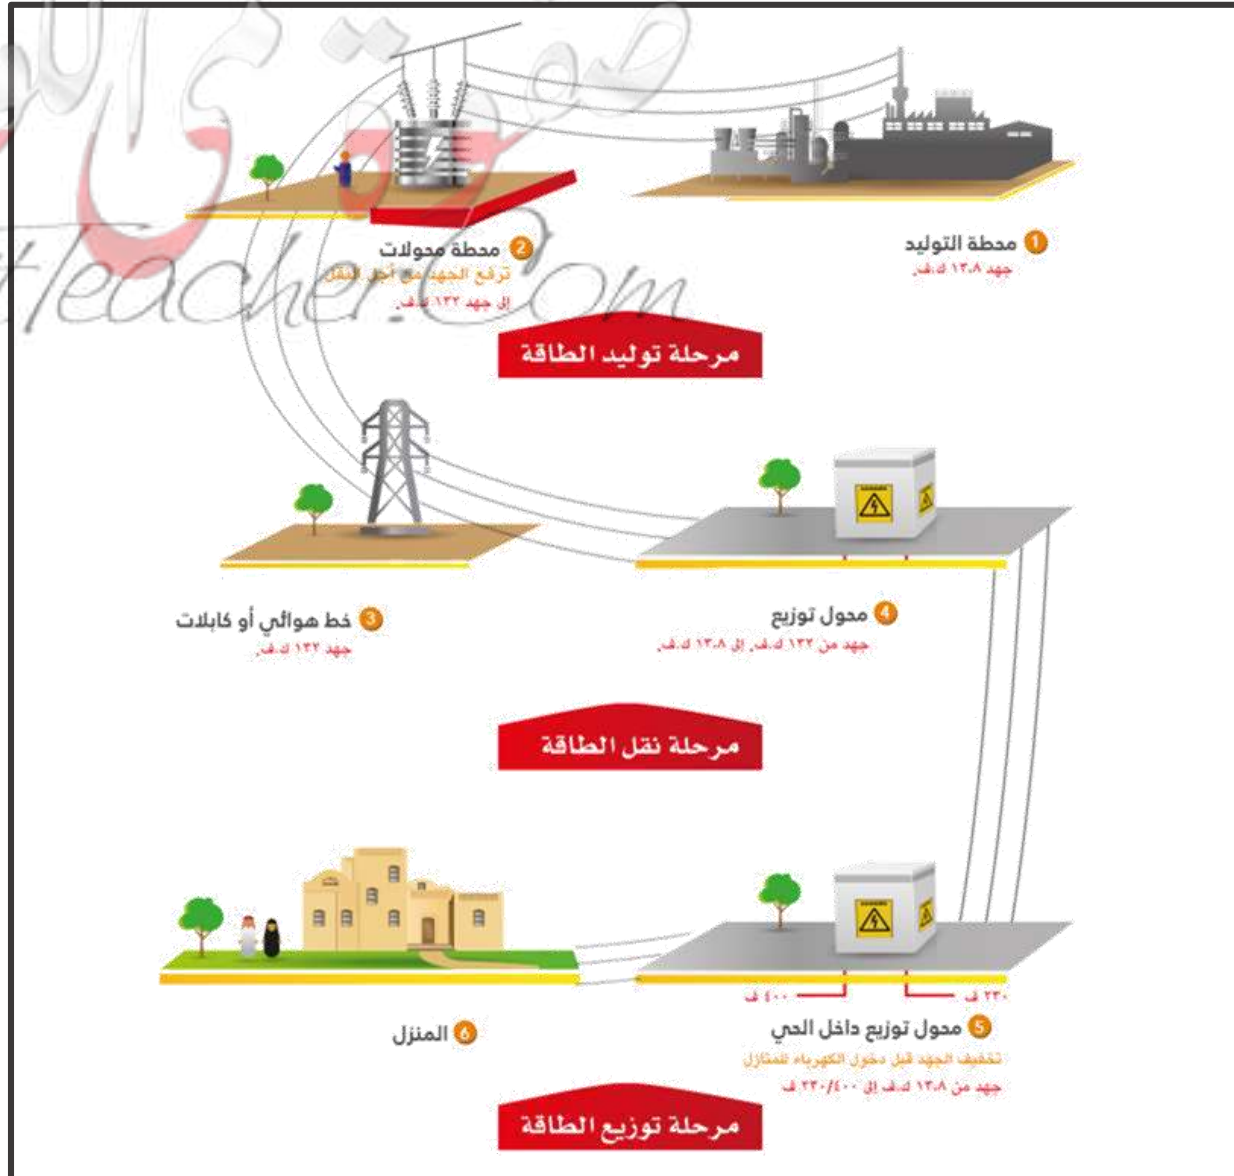 1 محطة التوليد
جهد ١٣،٨ ك.ف.
2 محطة محولات
ترفع الجهد من أجل النقل
إلى جهد ١٣٢ ك.ف.
مرحلة توليد الطاقة
3 خط هوائي أو كابلات
جهد ١٣٢ ك.ف.
4 محول توزيع
جهد من ١٣٢ ك.ف. إلى ١٣،٨ ك.ف.
مرحلة نقل الطاقة
٢٣٠ ف
٤٠٠ ف
5 محول توزيع داخل الحي
تخفيف الجهد قبل دخول الكهرباء للمنازل
جهد من ١٣،٨ ك.ف إلى ٢٣٠/٤٠٠ ف
6 المنزل
مرحلة توزيع الطاقة